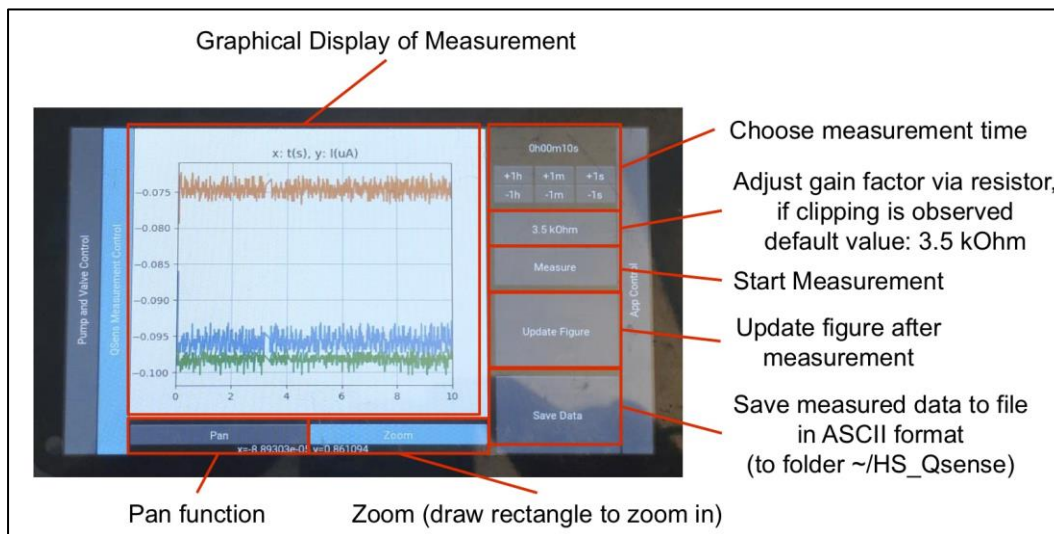 Graphical Display of Measurement
Pump and Valve Control
QSens Measurement Control
x: t(s), y: I(uA)
−0.075
−0.080
−0.085
−0.090
−0.095
−0.100
0
2
4
6
8
10
Pan
Zoom
x=-8.89303e-05 y=0.861094
0h00m10s
+1h +1m +1s
-1h -1m -1s
3.5 kOhm
Measure
Update Figure
Save Data
App Control
Choose measurement time
Adjust gain factor via resistor,
if clipping is observed
default value: 3.5 kOhm
Start Measurement
Update figure after
measurement
Save measured data to file
in ASCII format
(to folder ~/HS_Qsense)
Pan function
Zoom (draw rectangle to zoom in)